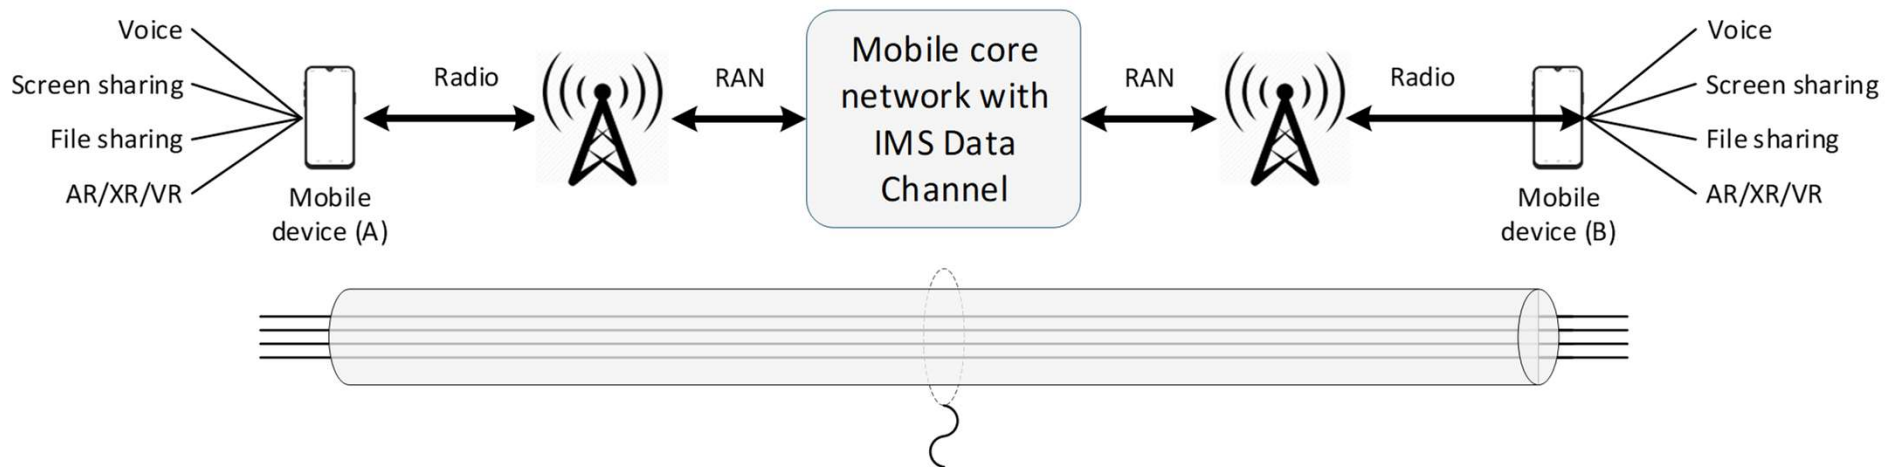 Voice
Screen sharing
File sharing
AR/XR/VR
Mobile
device (A)
Radio
RAN
Mobile core
network with
IMS Data
Channel
RAN
Radio
Mobile
device (B)
Voice
Screen sharing
File sharing
AR/XR/VR